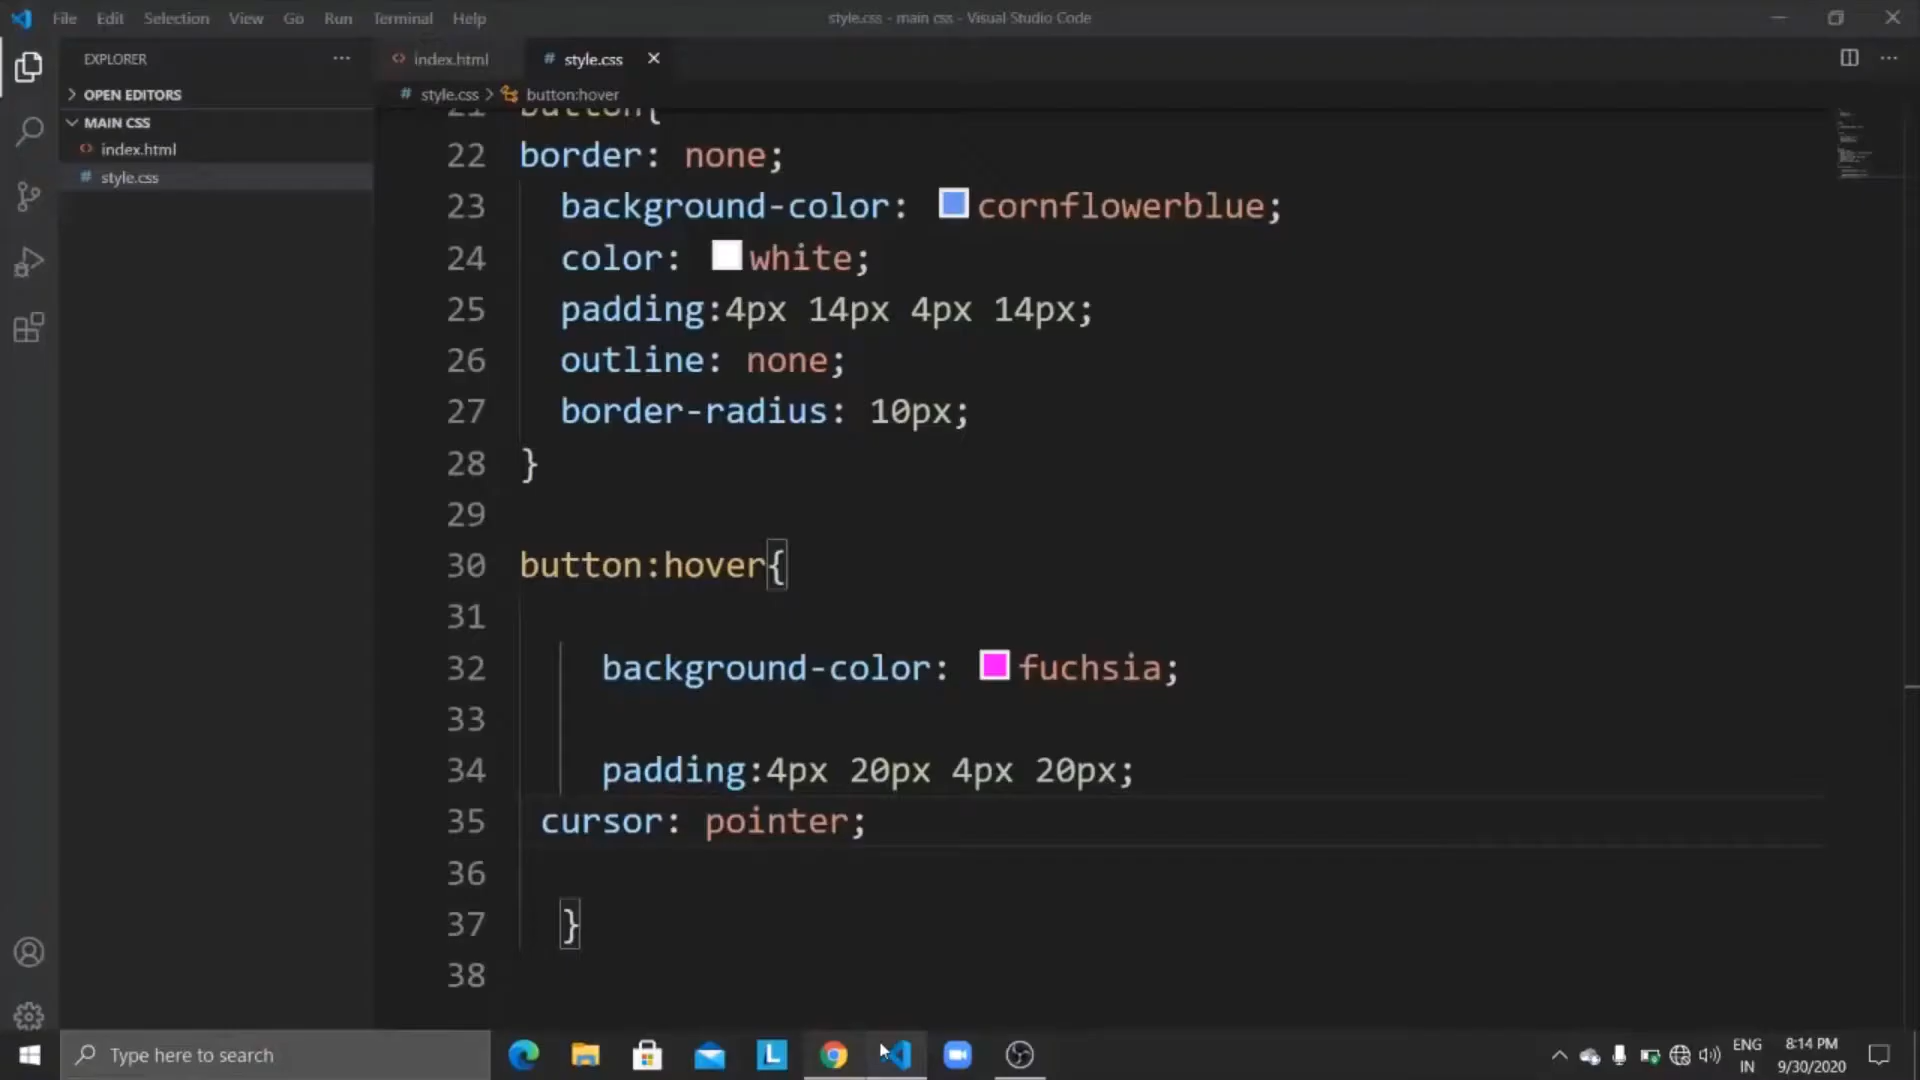 File Edit Selection View Go Run Terminal Help
style.css - main css - Visual Studio Code
EXPLORER
index.html
style.css
OPEN EDITORS
style.css > button:hover
MAIN CSS
index.html
style.css
21 button{
22 border: none;
23 background-color: cornflowerblue;
24 color: white;
25 padding:4px 14px 4px 14px;
26 outline: none;
27 border-radius: 10px;
28 }
29
30 button:hover{
31
32 background-color: fuchsia;
33
34 padding:4px 20px 4px 20px;
35 cursor: pointer;
36
37 }
38
Type here to search
L
ENG
IN
8:14 PM
9/30/2020